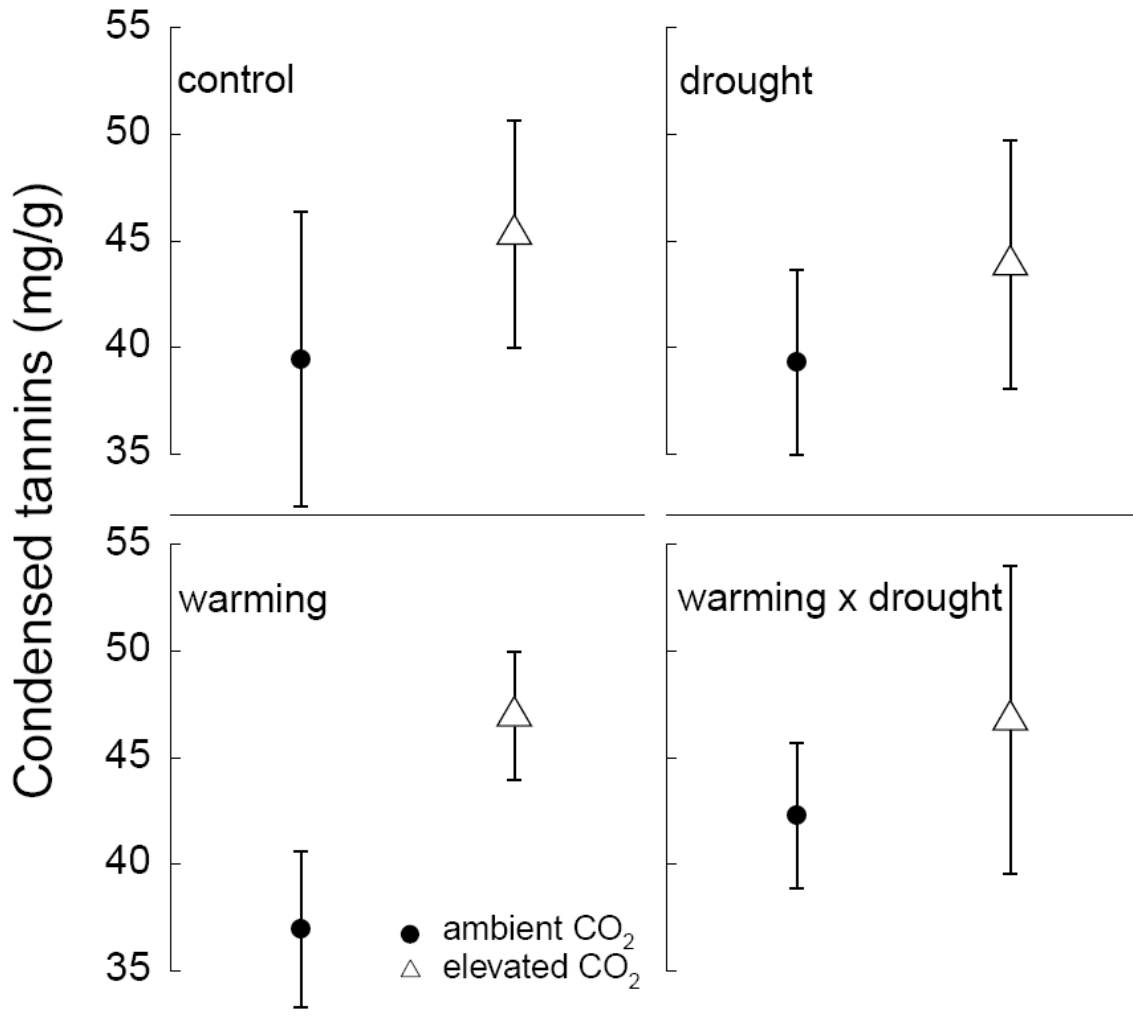 Condensed tannins (mg/g)
55
50
45
40
35
control
drought
55
50
45
40
35
warming
warming x drought
ambient CO₂
elevated CO₂